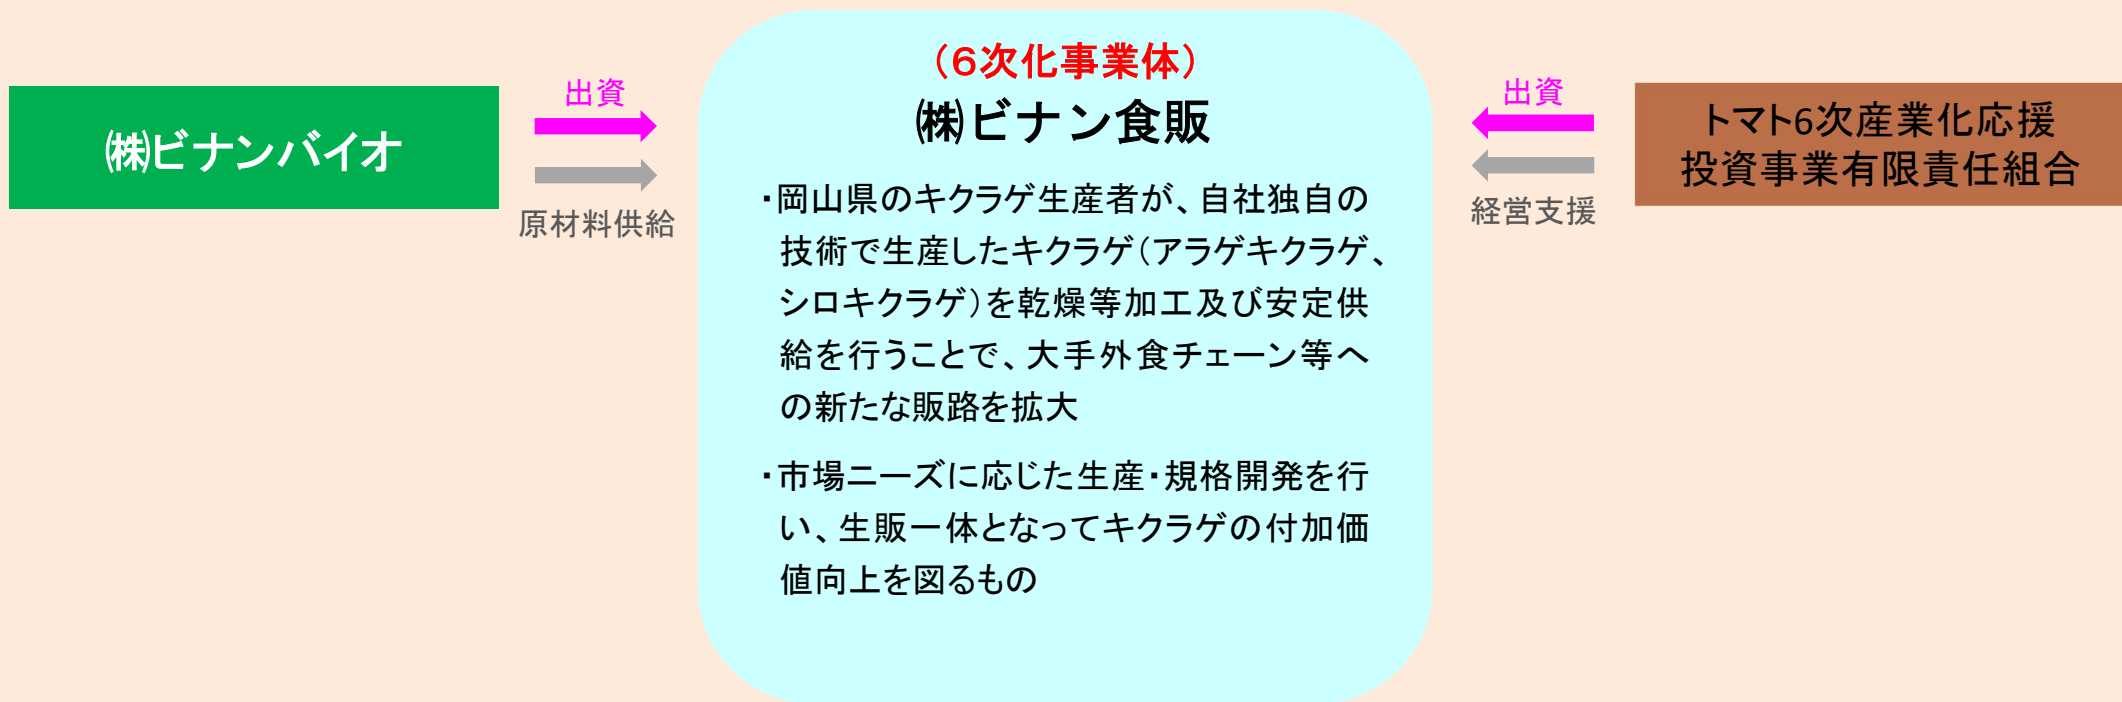 ㈱ビナンバイオ
出資
原材料供給
（６次化事業体）
㈱ビナン食販
・岡山県のキクラゲ生産者が、自社独自の
技術で生産したキクラゲ（アラゲキクラゲ、
シロキクラゲ）を乾燥等加工及び安定供
給を行うことで、大手外食チェーン等へ
の新たな販路を拡大
・市場ニーズに応じた生産・規格開発を行
い、生販一体となってキクラゲの付加価
値向上を図るもの
出資
経営支援
トマト6次産業化応援
投資事業有限責任組合